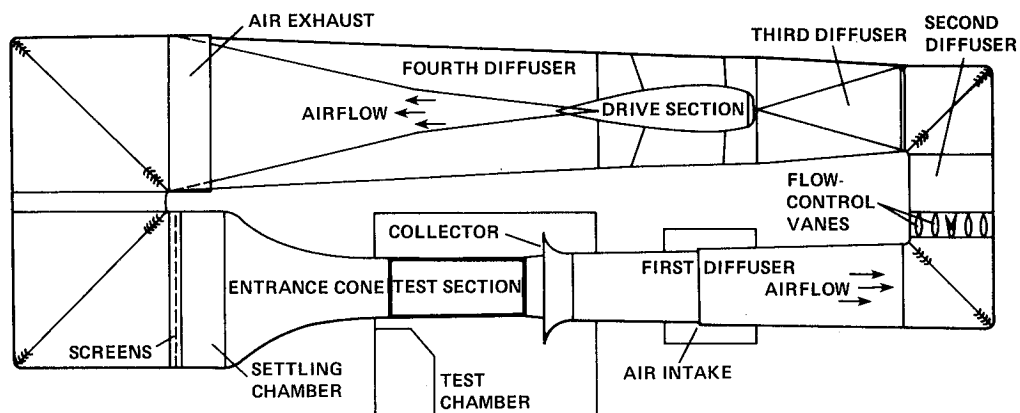 AIR EXHAUST
SECOND
DIFFUSER
THIRD DIFFUSER
FOURTH DIFFUSER
AIRFLOW
DRIVE SECTION
FLOW-
CONTROL
VANES
COLLECTOR
ENTRANCE CONE
TEST SECTION
FIRST DIFFUSER
AIRFLOW
SCREENS
SETTLING
CHAMBER
TEST
CHAMBER
AIR INTAKE